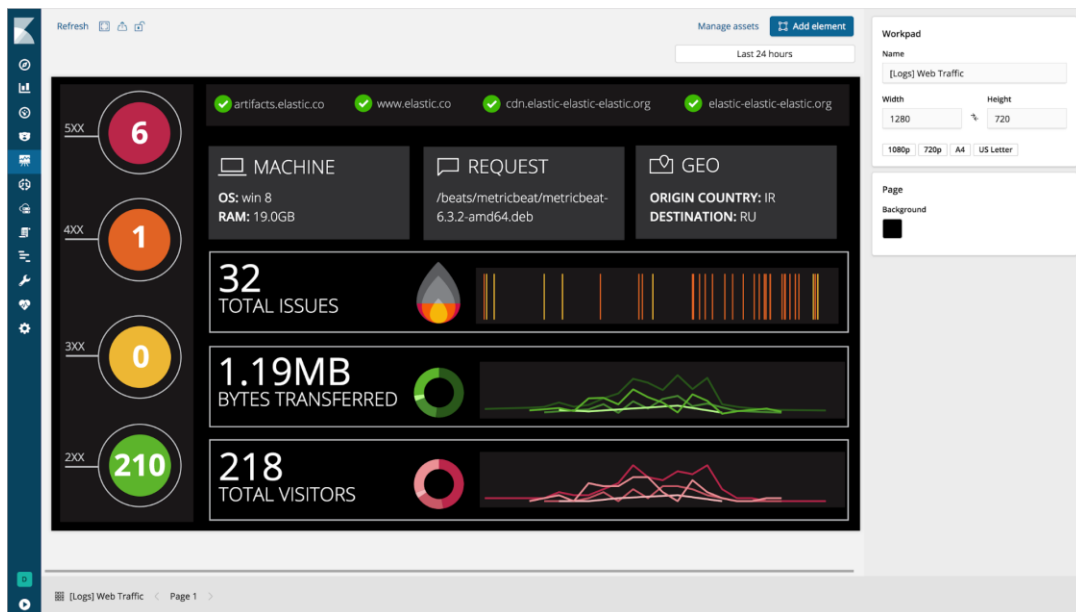 Refresh
Manage assets
Add element
Last 24 hours
5XX
6
4XX
1
3XX
0
2XX
210
artifacts.elastic.co
www.elastic.co
cdn.elastic-elastic-elastic.org
elastic-elastic-elastic.org
MACHINE
OS: win 8
RAM: 19.0GB
REQUEST
/beats/metricbeat/metricbeat-
6.3.2-amd64.deb
GEO
ORIGIN COUNTRY: IR
DESTINATION: RU
32
TOTAL ISSUES
1.19MB
BYTES TRANSFERRED
218
TOTAL VISITORS
Workpad
Name
[Logs] Web Traffic
Width
Height
1280
720
1080p
720p
A4
US Letter
Page
Background
D
[Logs] Web Traffic
Page 1